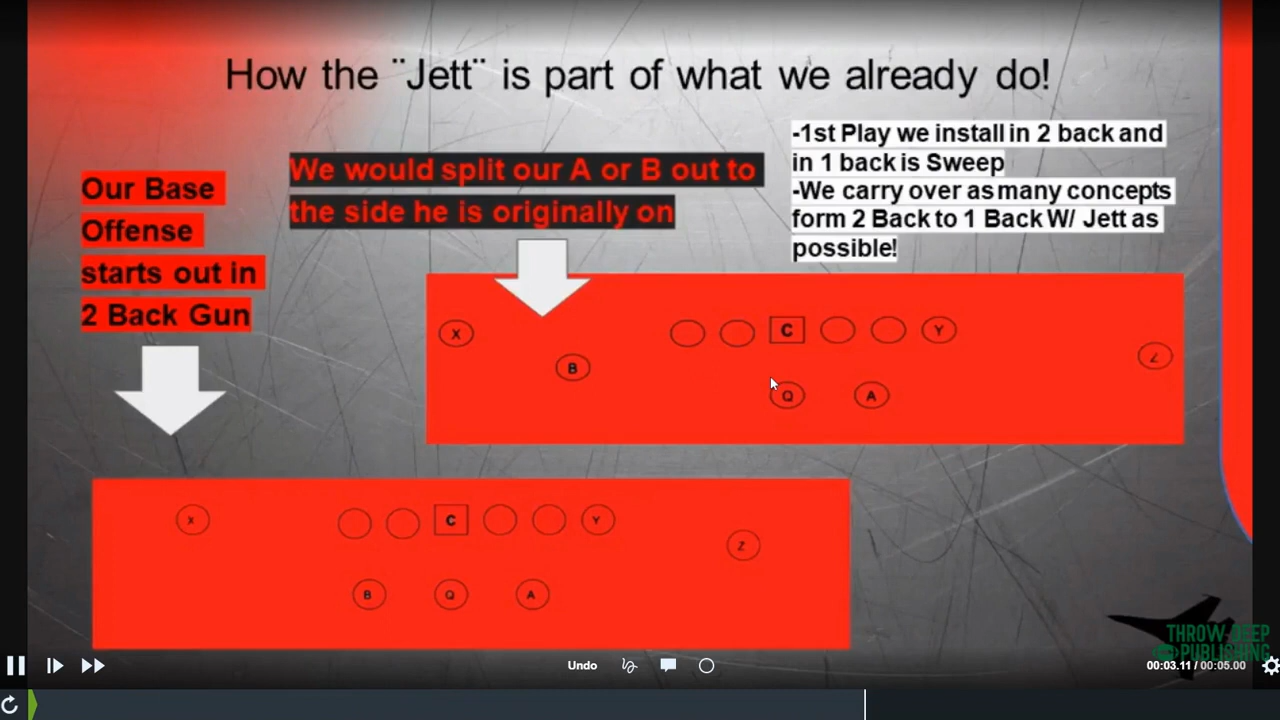 How the ¨Jett¨ is part of what we already do!
-1st Play we install in 2 back and
in 1 back is Sweep
-We carry over as many concepts
form 2 Back to 1 Back W/ Jett as
possible!
We would split our A or B out to
the side he is originally on
Our Base
Offense
starts out in
2 Back Gun
X C Y
B Z
Q A
X C Y
Z
B Q A
THROW DEEP
PUBLISHING
Undo
00:03.11 / 00:05.00